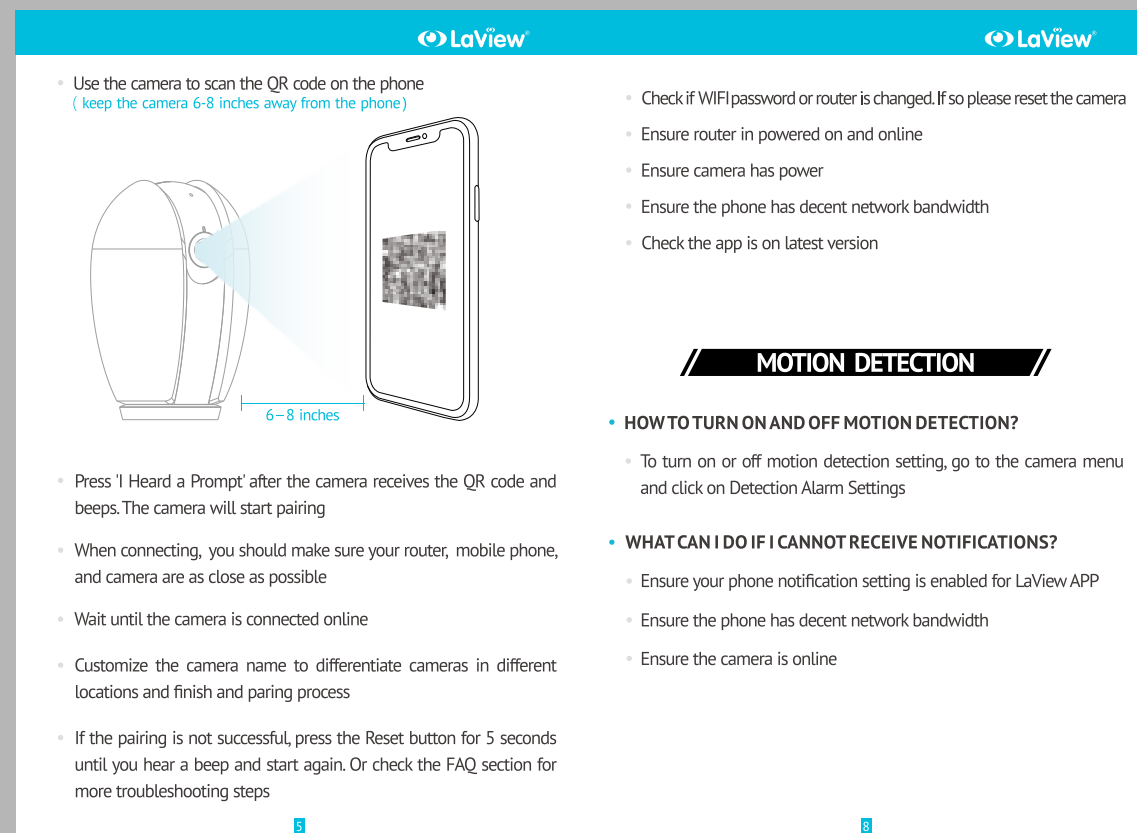 LaView®
• Use the camera to scan the QR code on the phone
( keep the camera 6-8 inches away from the phone)
6–8 inches
• Press 'I Heard a Prompt' after the camera receives the QR code and
beeps. The camera will start pairing
• When connecting, you should make sure your router, mobile phone,
and camera are as close as possible
• Wait until the camera is connected online
• Customize the camera name to differentiate cameras in different
locations and finish and paring process
• If the pairing is not successful, press the Reset button for 5 seconds
until you hear a beep and start again. Or check the FAQ section for
more troubleshooting steps
5
LaView®
• Check if WIFI password or router is changed. If so please reset the camera
• Ensure router in powered on and online
• Ensure camera has power
• Ensure the phone has decent network bandwidth
• Check the app is on latest version
MOTION DETECTION
• HOW TO TURN ON AND OFF MOTION DETECTION?
• To turn on or off motion detection setting, go to the camera menu
and click on Detection Alarm Settings
• WHAT CAN I DO IF I CANNOT RECEIVE NOTIFICATIONS?
• Ensure your phone notification setting is enabled for LaView APP
• Ensure the phone has decent network bandwidth
• Ensure the camera is online
8